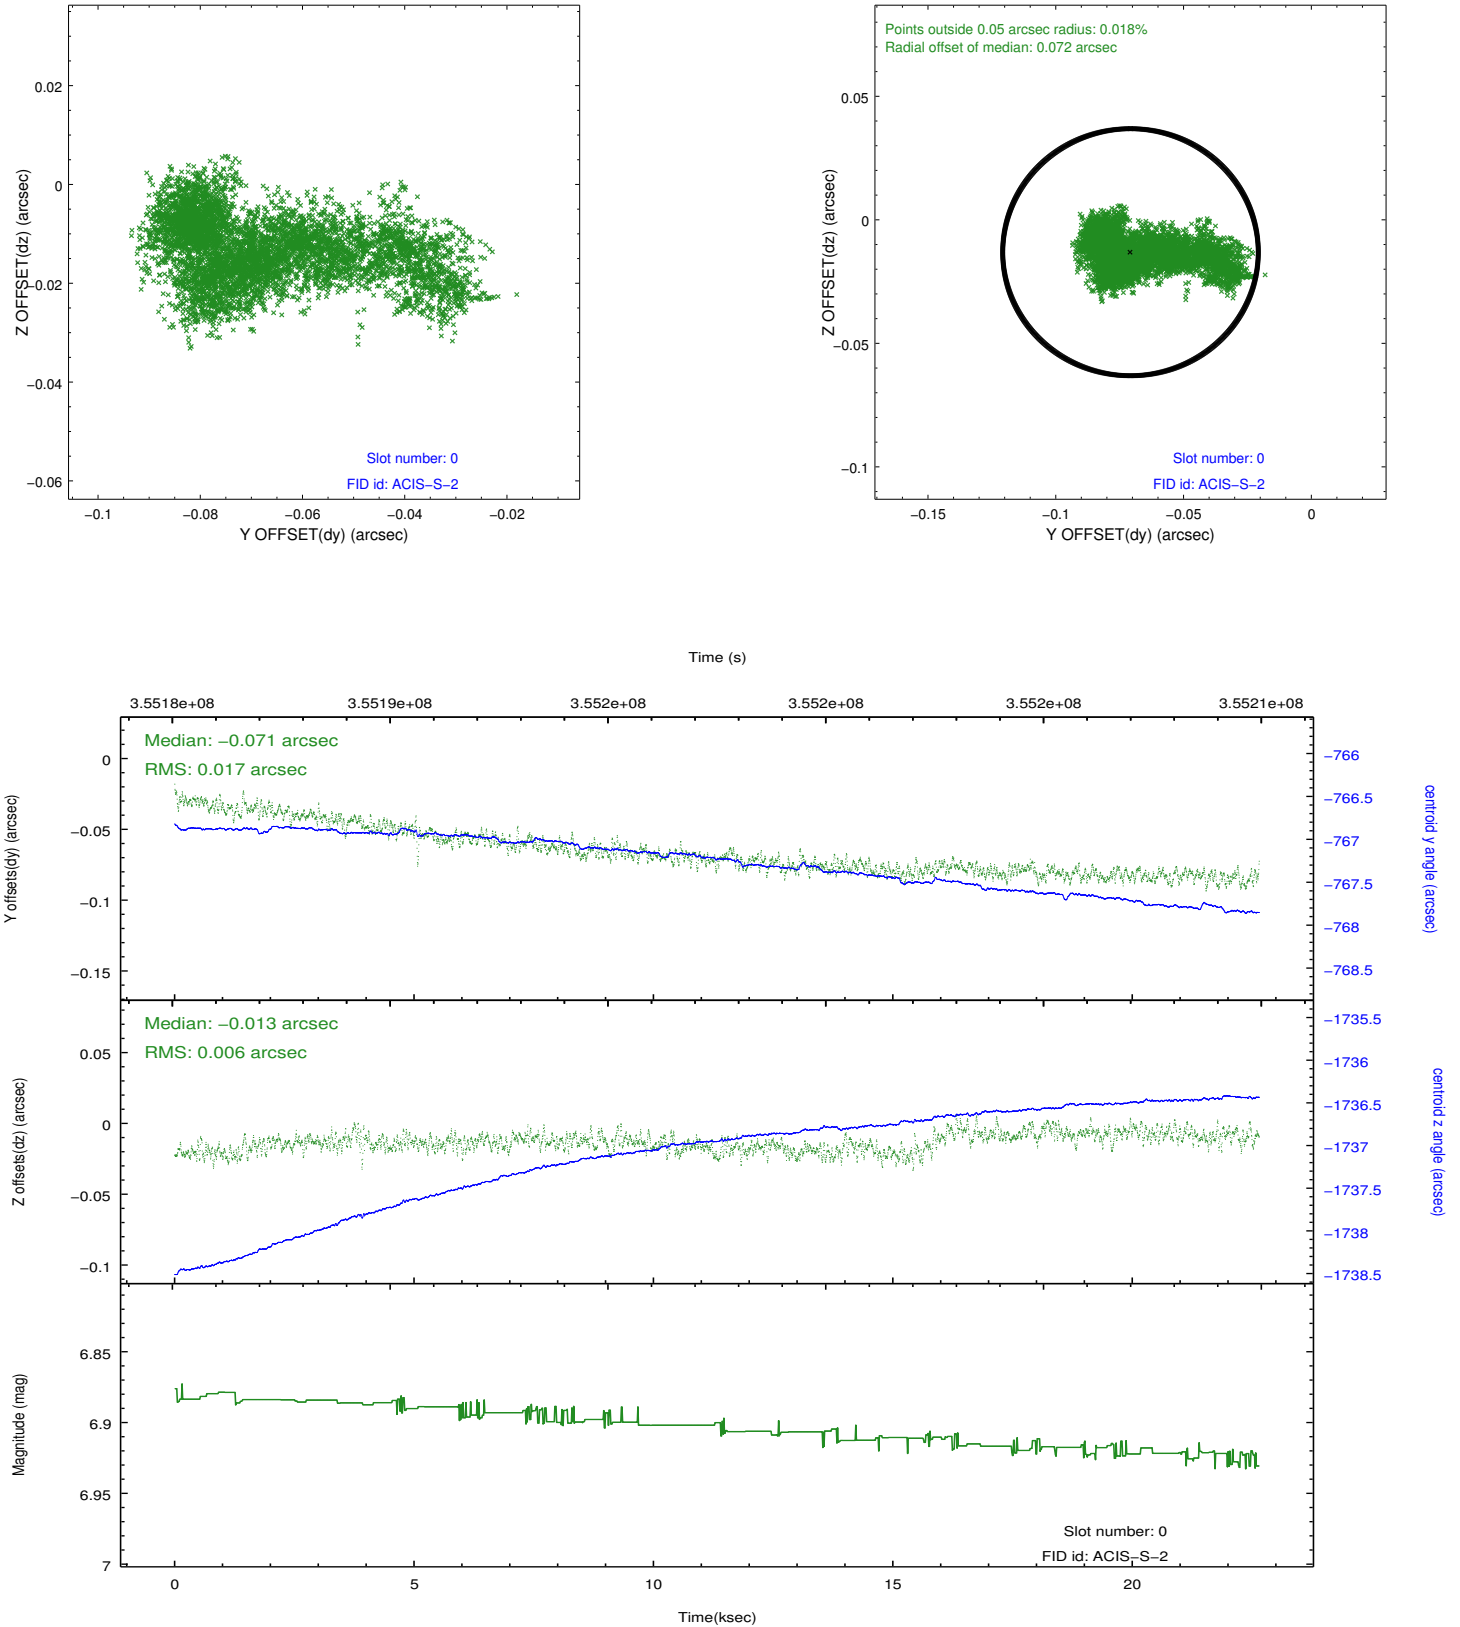 0.02
0
−0.02
−0.04
−0.06
Z OFFSET(dz) (arcsec)
Slot number: 0
FID id: ACIS−S−2
−0.1
−0.08
−0.06
−0.04
−0.02
Y OFFSET(dy) (arcsec)
Points outside 0.05 arcsec radius: 0.018%
Radial offset of median: 0.072 arcsec
0.05
0
−0.05
−0.1
Z OFFSET(dz) (arcsec)
Slot number: 0
FID id: ACIS−S−2
−0.15
−0.1
−0.05
0
Y OFFSET(dy) (arcsec)
Time (s)
3.5518e+08
3.5519e+08
3.552e+08
3.552e+08
3.552e+08
3.5521e+08
Median: −0.071 arcsec
RMS: 0.017 arcsec
0
−0.05
−0.1
−0.15
Y offsets(dy) (arcsec)
−766
−766.5
−767
−767.5
−768
−768.5
centroid y angle (arcsec)
Median: −0.013 arcsec
RMS: 0.006 arcsec
0.05
0
−0.05
−0.1
Z offsets(dz) (arcsec)
−1735.5
−1736
−1736.5
−1737
−1737.5
−1738
−1738.5
centroid z angle (arcsec)
6.85
6.9
6.95
7
Magnitude (mag)
Slot number: 0
FID id: ACIS−S−2
0
5
10
15
20
Time(ksec)